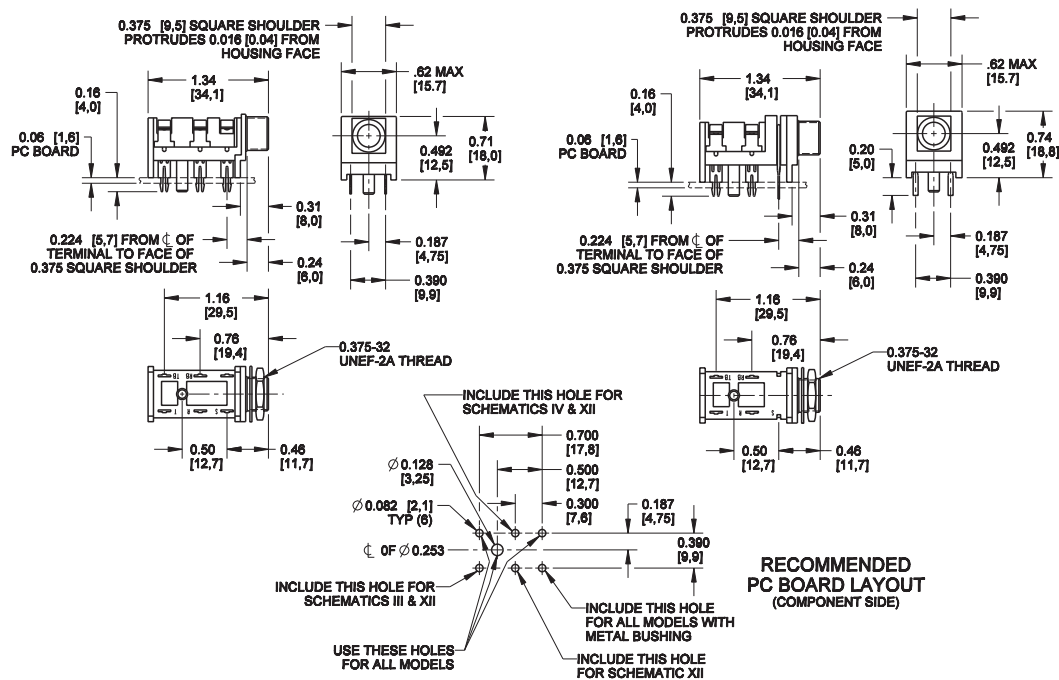 0.375 [9,5] SQUARE SHOULDER
PROTRUDES 0.016 [0.04] FROM
HOUSING FACE
1.34
[34,1]
.62 MAX
[15.7]
0.16
[4,0]
0.06 [1,6]
PC BOARD
0.71
[18,0]
0.492
[12,5]
0.31
[8,0]
0.224 [5,7] FROM ℄ OF
TERMINAL TO FACE OF
0.375 SQUARE SHOULDER
0.187
[4,75]
0.24
[6,0]
0.390
[9,9]
1.16
[29,5]
0.76
[19,4]
0.375-32
UNEF-2A THREAD
TB RB
T R S
0.50
[12,7]
0.46
[11,7]
0.375 [9,5] SQUARE SHOULDER
PROTRUDES 0.016 [0.04] FROM
HOUSING FACE
1.34
[34,1]
.62 MAX
[15.7]
0.16
[4,0]
0.06 [1,6]
PC BOARD
0.20
[5,0]
0.74
[18,8]
0.492
[12,5]
0.31
[8,0]
0.224 [5,7] FROM ℄ OF
TERMINAL TO FACE OF
0.375 SQUARE SHOULDER
0.187
[4,75]
0.24
[6,0]
0.390
[9,9]
1.16
[29,5]
0.76
[19,4]
0.375-32
UNEF-2A THREAD
TB RB
T R S
0.50
[12,7]
0.46
[11,7]
INCLUDE THIS HOLE FOR
SCHEMATICS IV & XII
0.700
[17,8]
Ø 0.128
[3,25]
0.500
[12,7]
Ø 0.082 [2,1]
TYP (6)
0.300
[7,6]
0.187
[4,75]
℄ OF Ø 0.253
0.390
[9,9]
INCLUDE THIS HOLE FOR
SCHEMATICS III & XII
USE THESE HOLES
FOR ALL MODELS
INCLUDE THIS HOLE
FOR ALL MODELS WITH
METAL BUSHING
INCLUDE THIS HOLE
FOR SCHEMATIC XII
RECOMMENDED
PC BOARD LAYOUT
(COMPONENT SIDE)